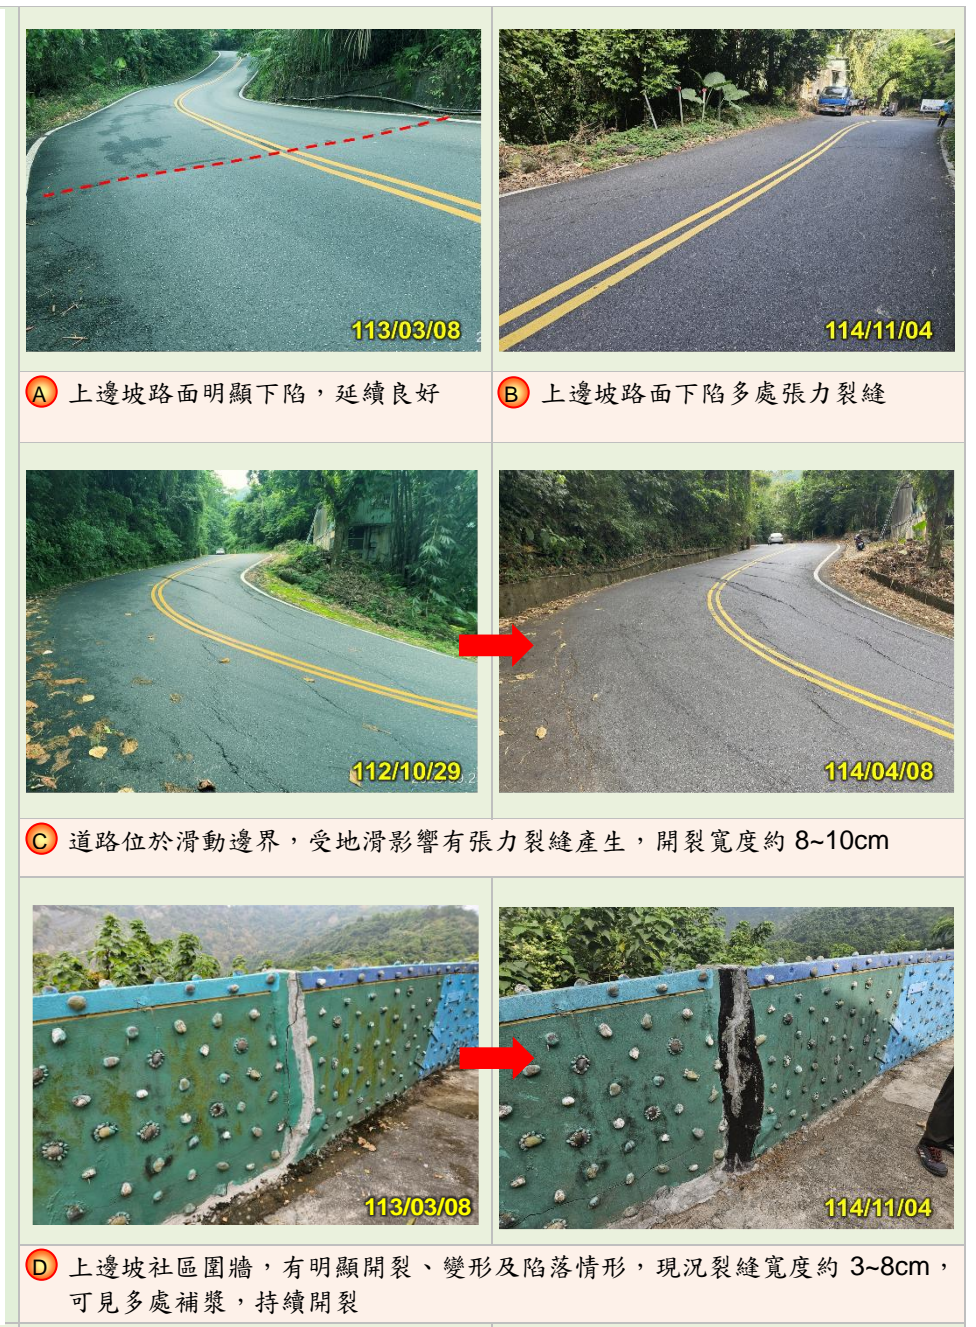 113/03/08
114/11/04
A 上邊坡路面明顯下陷，延續良好
B 上邊坡路面下陷多處張力裂縫
112/10/29
114/04/08
C 道路位於滑動邊界，受地滑影響有張力裂縫產生，開裂寬度約 8~10cm
113/03/08
114/11/04
D 上邊坡社區圍牆，有明顯開裂、變形及陷落情形，現況裂縫寬度約 3~8cm，
可見多處補漿，持續開裂